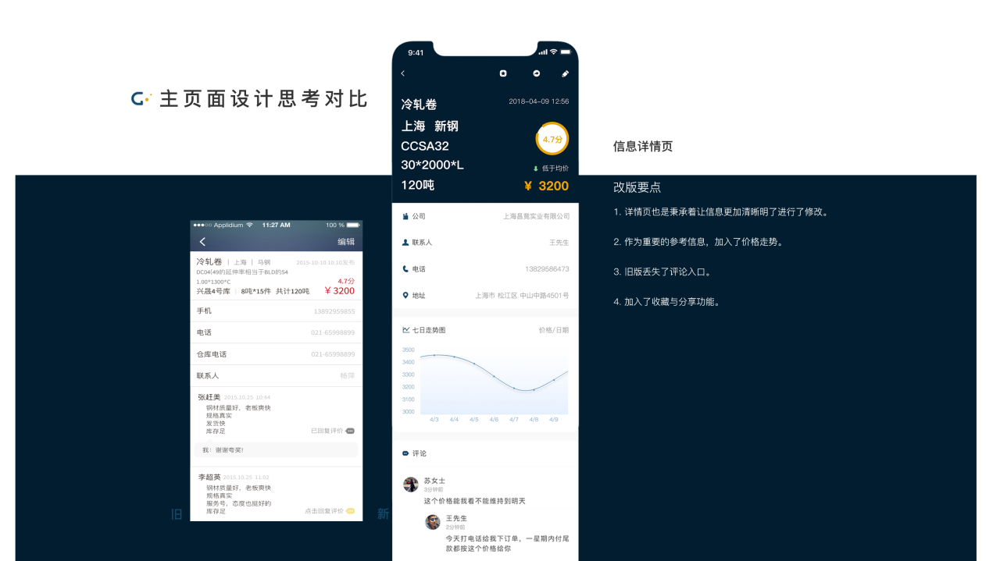 主页面设计思考对比
旧
●●●○○ Applidium 11:27 AM 100 %
编辑
冷轧卷 | 上海 | 马钢 2015-10-10 10:10发布
DC04(49的延伸率相当于BLD的54
1.00*1300*C 4.7分
兴晟4号库 | 8吨*15件 共计120吨 ￥3200
手机 13892959855
电话 021-65998899
仓库电话 021-65998899
联系人 杨萍
张赶美 2015.10.25 10:44
钢材质量好，老板爽快
规格真实
发货快
库存足 已回复评价
我：谢谢夸奖!
李超英 2015.10.25 11:02
钢材质量好，老板爽快
规格真实
服务号，态度也挺好的
库存足 点击回复评价
新
9:41
冷轧卷 2018-04-09 12:56
上海 新钢
CCSA32 4.7分
30*2000*L 低于均价
120吨 ￥ 3200
公司 上海昌竟实业有限公司
联系人 王先生
电话 13829586473
地址 上海市 松江区 中山中路4501号
七日走势图 价格/日期
3500
3400
3300
3200
3100
3000
4/3 4/4 4/5 4/6 4/7 4/8 4/9
评论
苏女士
3分钟前
这个价格能我看不能维持到明天
王先生
2分钟前
今天打电话给我下订单，一星期内付尾
款都按这个价格给你
信息详情页
改版要点
1. 详情页也是秉承着让信息更加清晰明了进行了修改。
2. 作为重要的参考信息，加入了价格走势。
3. 旧版丢失了评论入口。
4. 加入了收藏与分享功能。